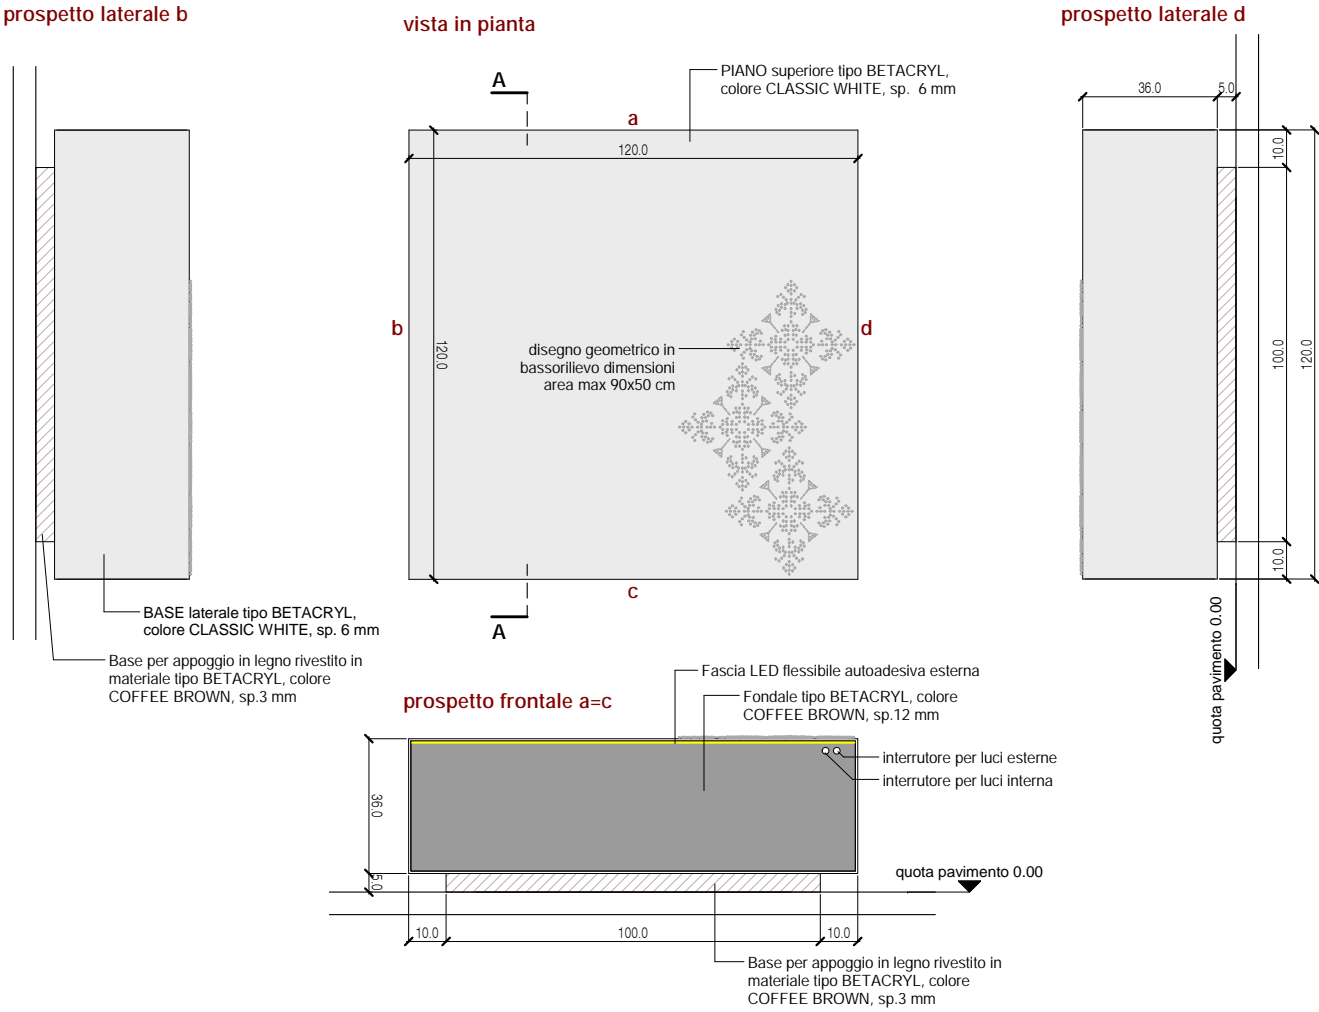 prospetto laterale b
vista in pianta
prospetto laterale d
A
PIANO superiore tipo BETACRYL,
colore CLASSIC WHITE, sp. 6 mm
a
120.0
b
120.0
d
disegno geometrico in
bassorilievo dimensioni
area max 90x50 cm
c
A
36.0
5.0
10.0
100.0
120.0
10.0
quota pavimento 0.00
BASE laterale tipo BETACRYL,
colore CLASSIC WHITE, sp. 6 mm
Base per appoggio in legno rivestito in
materiale tipo BETACRYL, colore
COFFEE BROWN, sp.3 mm
prospetto frontale a=c
Fascia LED flessibile autoadesiva esterna
Fondale tipo BETACRYL, colore
COFFEE BROWN, sp.12 mm
interrutore per luci esterne
interrutore per luci interna
36.0
5.0
quota pavimento 0.00
10.0
100.0
10.0
Base per appoggio in legno rivestito in
materiale tipo BETACRYL, colore
COFFEE BROWN, sp.3 mm